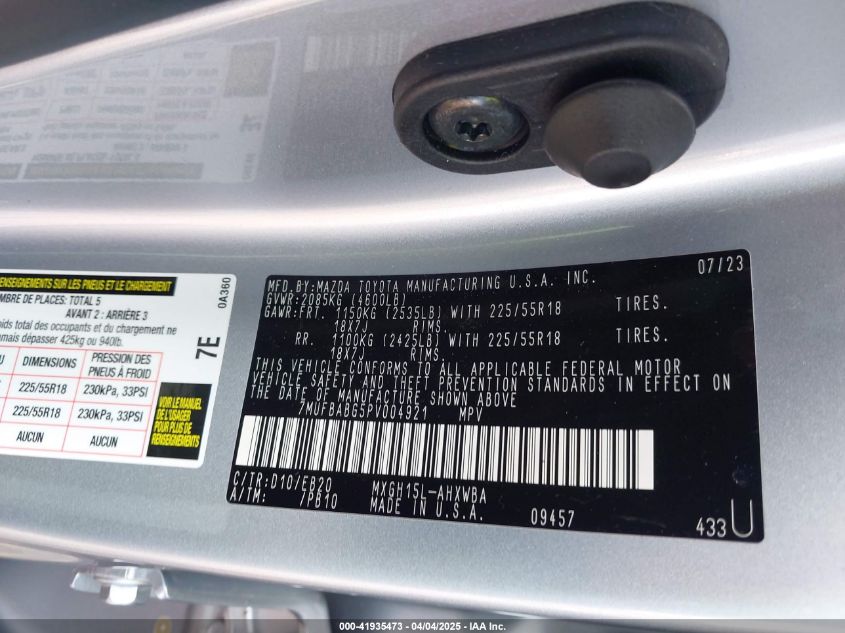 RENSEIGNEMENTS SUR LES PNEUS ET LE CHARGEMENT
MBRE DE PLACES: TOTAL 5
AVANT 2 : ARRIÈRE 3
oids total des occupants et du chargement ne
amais dépasser 425kg ou 940lb.
DIMENSIONS PRESSION DES PNEUS À FROID
225/55R18 230kPa, 33PSI
225/55R18 230kPa, 33PSI
AUCUN AUCUN
VOIR LE MANUEL
DE L'USAGER
POUR PLUS DE
RENSEIGNEMENTS
7E
0A360
07/23
MFD.BY:MAZDA TOYOTA MANUFACTURING U.S.A. INC.
GVWR:2085KG (4600LB)
GAWR:FRT. 1150KG (2535LB) WITH 225/55R18 TIRES.
18X7J RIMS.
RR. 1100KG (2425LB) WITH 225/55R18 TIRES.
18X7J RIMS.
THIS VEHICLE CONFORMS TO ALL APPLICABLE FEDERAL MOTOR
VEHICLE SAFETY AND THEFT PREVENTION STANDARDS IN EFFECT ON
THE DATE OF MANUFACTURE SHOWN ABOVE
7MUFBABG5PV004921 MPV
C/TR:D10/EB20 MXGH15L-AHXWBA
A/TM: /PB10 MADE IN U.S.A.
09457
433 U
000-41935473 - 04/04/2025 - IAA Inc.